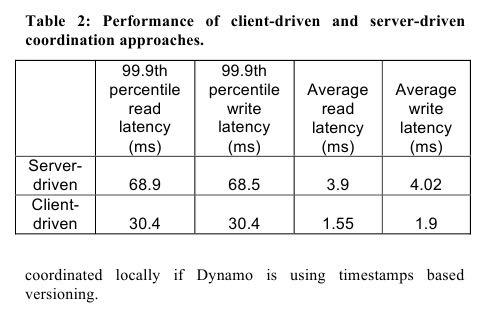 Table 2: Performance of client-driven and server-driven
coordination approaches.
99.9th percentile read latency (ms)
99.9th percentile write latency (ms)
Average read latency (ms)
Average write latency (ms)
Server-driven 68.9 68.5 3.9 4.02
Client-driven 30.4 30.4 1.55 1.9
coordinated locally if Dynamo is using timestamps based
versioning.